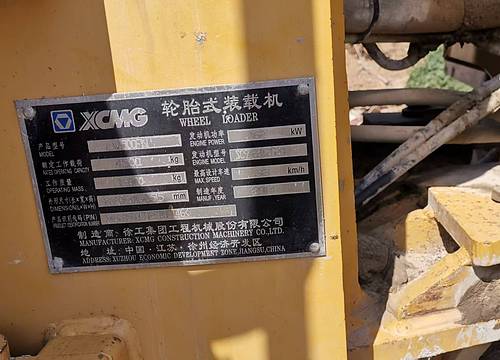 XCMG 轮胎式装载机
WHEEL LOADER
产品型号
MODEL
发动机功率 kW
ENGINE POWER
额定工作载荷 kg
RATED OPERATING CAPACITY
发动机型号
ENGINE MODEL
工作质量 kg
OPERATING MASS
最高设计车速 km/h
MAX.SPEED
外形尺寸(长×宽×高) mm
DIMENSION(L×W×H)
制造年度
MANUF.YEAR
产品识别代码(PIN)
PRODUCT IDENTIFICATION NUMBER
制造商:徐工集团工程机械股份有限公司
MANUFACTURER: XCMG CONSTRUCTION MACHINERY CO.,LTD.
地址:中国·江苏·徐州经济开发区
ADDRESS: XUZHOU ECONOMIC DEVELOPMENT ZONE,JIANGSU,CHINA